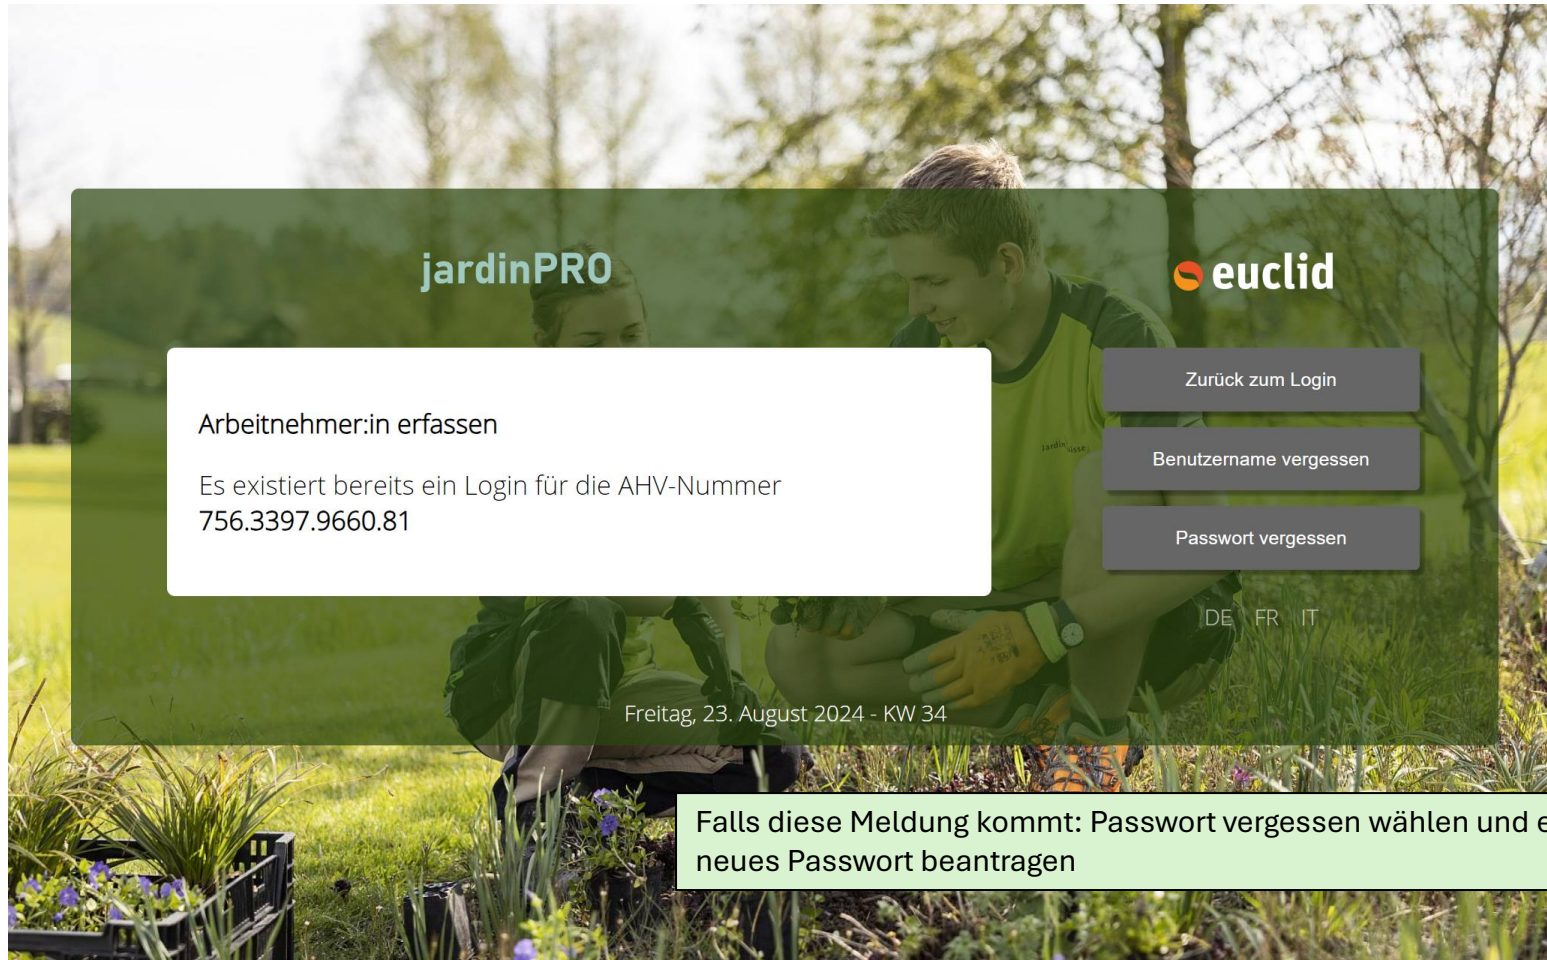 jardinPRO
euclid
Arbeitnehmer:in erfassen
Es existiert bereits ein Login für die AHV-Nummer
756.3397.9660.81
Zurück zum Login
Benutzername vergessen
Passwort vergessen
DE FR IT
Freitag, 23. August 2024 - KW 34
Falls diese Meldung kommt: Passwort vergessen wählen und
neues Passwort beantragen